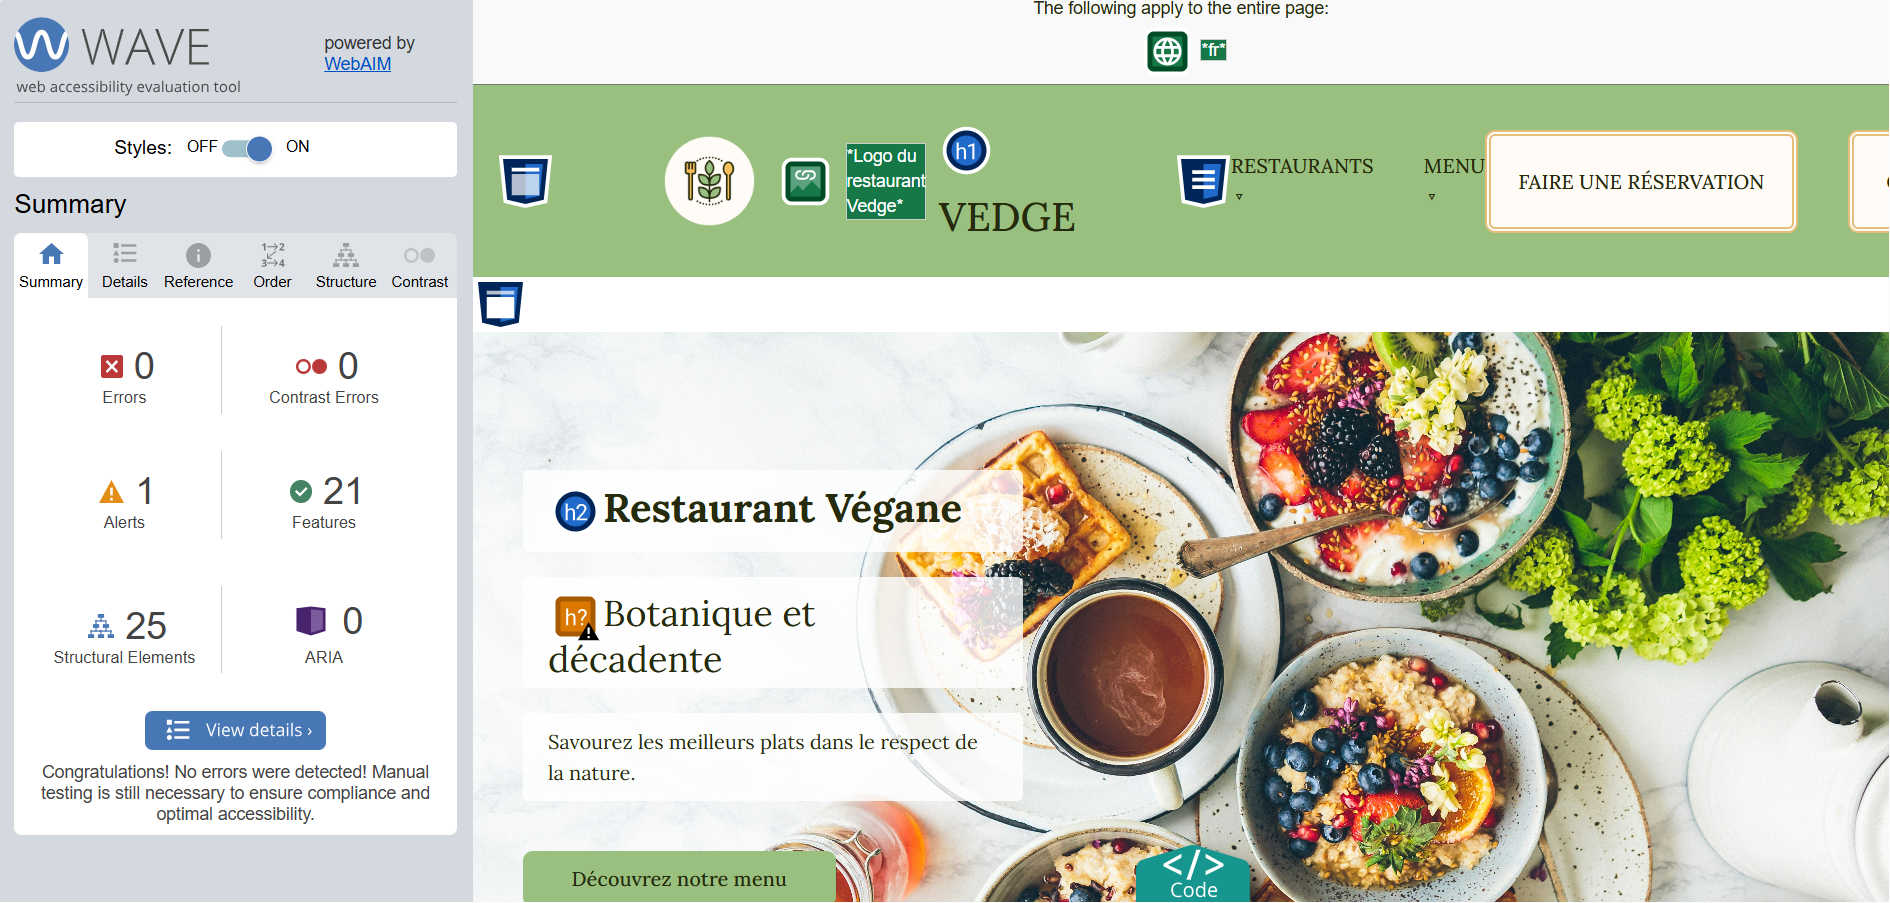 WAVE
powered by
WebAIM
web accessibility evaluation tool
Styles: OFF ON
Summary
Summary Details Reference Order Structure Contrast
0
Errors
0
Contrast Errors
1
Alerts
21
Features
25
Structural Elements
0
ARIA
View details ›
Congratulations! No errors were detected! Manual
testing is still necessary to ensure compliance and
optimal accessibility.
The following apply to the entire page:
*fr*
*Logo du
restaurant
Vedge*
h1
VEDGE
RESTAURANTS
MENU
FAIRE UNE RÉSERVATION
h2 Restaurant Végane
h? Botanique et
décadente
Savourez les meilleurs plats dans le respect de
la nature.
Découvrez notre menu
</>
Code